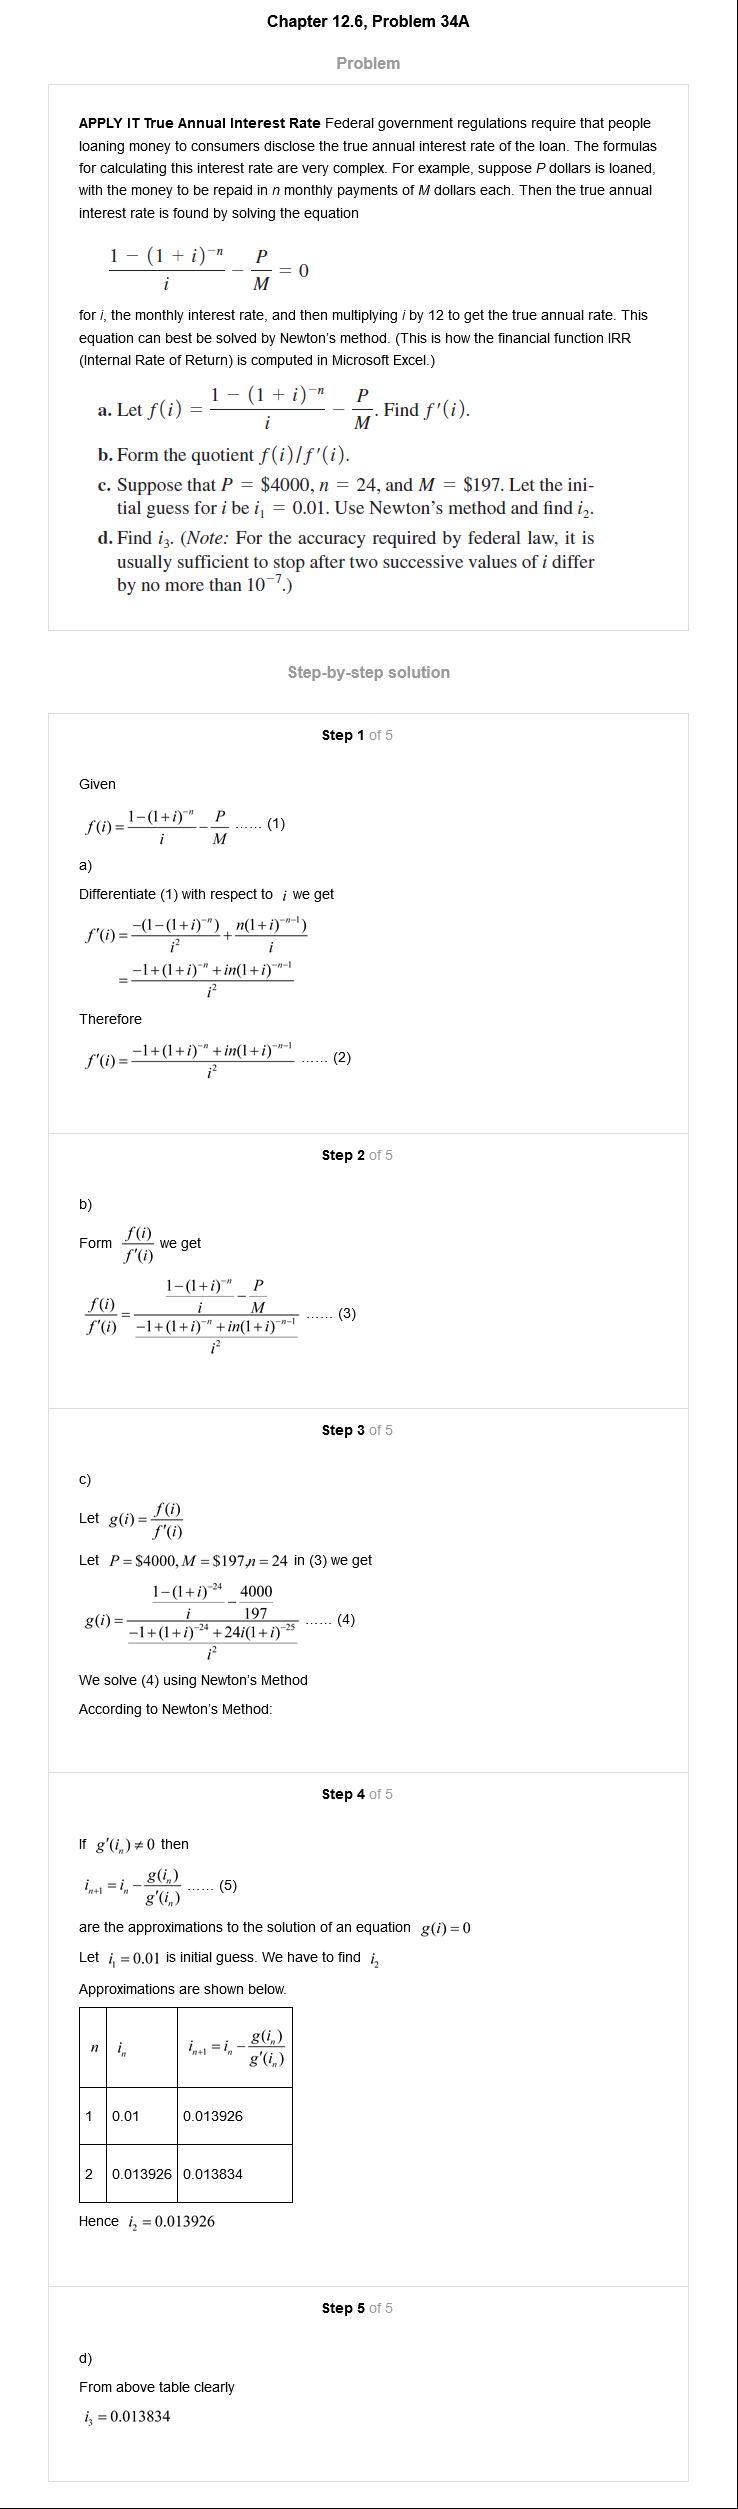 Chapter 12.6, Problem 34A
Problem
APPLY IT True Annual Interest Rate Federal government regulations require that people
loaning money to consumers disclose the true annual interest rate of the loan. The formulas
for calculating this interest rate are very complex. For example, suppose P dollars is loaned,
with the money to be repaid in n monthly payments of M dollars each. Then the true annual
interest rate is found by solving the equation
\frac{1 - (1 + i)^{-n}}{i} - \frac{P}{M} = 0
for i, the monthly interest rate, and then multiplying i by 12 to get the true annual rate. This
equation can best be solved by Newton's method. (This is how the financial function IRR
(Internal Rate of Return) is computed in Microsoft Excel.)
a. Let f(i) = \frac{1 - (1 + i)^{-n}}{i} - \frac{P}{M}. Find f'(i).
b. Form the quotient f(i)/f'(i).
c. Suppose that P = $4000, n = 24, and M = $197. Let the ini-
tial guess for i be i_1 = 0.01. Use Newton's method and find i_2.
d. Find i_3. (Note: For the accuracy required by federal law, it is
usually sufficient to stop after two successive values of i differ
by no more than 10^{-7}.)
Step-by-step solution
Step 1 of 5
Given
f(i) = \frac{1-(1+i)^{-n}}{i} - \frac{P}{M} ...... (1)
a)
Differentiate (1) with respect to i we get
f'(i) = \frac{-(1-(1+i)^{-n})}{i^2} + \frac{n(1+i)^{-n-1})}{i}
= \frac{-1+(1+i)^{-n}+in(1+i)^{-n-1}}{i^2}
Therefore
f'(i) = \frac{-1+(1+i)^{-n}+in(1+i)^{-n-1}}{i^2} ...... (2)
Step 2 of 5
b)
Form \frac{f(i)}{f'(i)} we get
\frac{f(i)}{f'(i)} = \frac{\frac{1-(1+i)^{-n}}{i} - \frac{P}{M}}{\frac{-1+(1+i)^{-n}+in(1+i)^{-n-1}}{i^2}} ...... (3)
Step 3 of 5
c)
Let g(i) = \frac{f(i)}{f'(i)}
Let P = $4000, M = $197,n = 24 in (3) we get
g(i) = \frac{\frac{1-(1+i)^{-24}}{i} - \frac{4000}{197}}{\frac{-1+(1+i)^{-24}+24i(1+i)^{-25}}{i^2}} ...... (4)
We solve (4) using Newton's Method
According to Newton's Method:
Step 4 of 5
If g'(i_n) ≠ 0 then
i_{n+1} = i_n - \frac{g(i_n)}{g'(i_n)} ...... (5)
are the approximations to the solution of an equation g(i) = 0
Let i_1 = 0.01 is initial guess. We have to find i_2
Approximations are shown below.
n i_n i_{n+1} = i_n - \frac{g(i_n)}{g'(i_n)}
1 0.01 0.013926
2 0.013926 0.013834
Hence i_2 = 0.013926
Step 5 of 5
d)
From above table clearly
i_3 = 0.013834